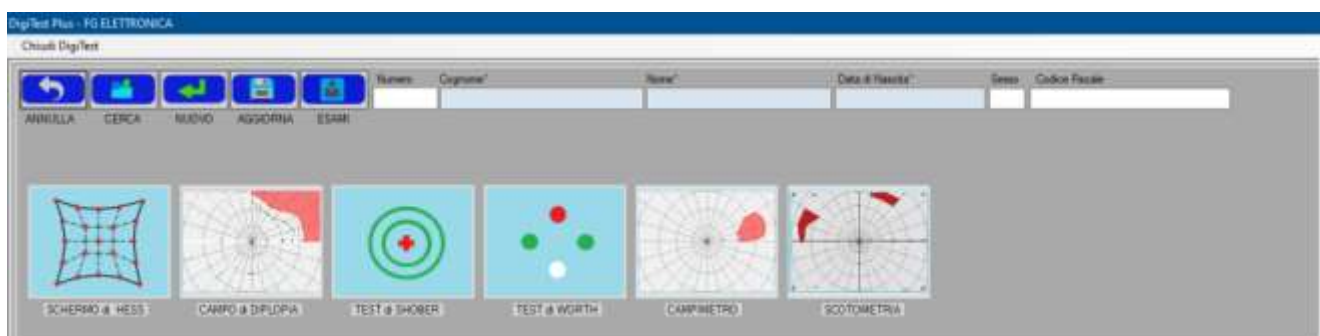 DigiTest Plus - FG ELETTRONICA
Chiudi DigiTest
Numero Cognome* Nome* Data di Nascita* Sesso Codice Fiscale
ANNULLA CERCA NUOVO AGGIORNA ESAMI
SCHERMO di HESS CAMPO di DIPLOPIA TEST di SHOBER TEST di WORTH CAMPIMETRO SCOTOMETRIA